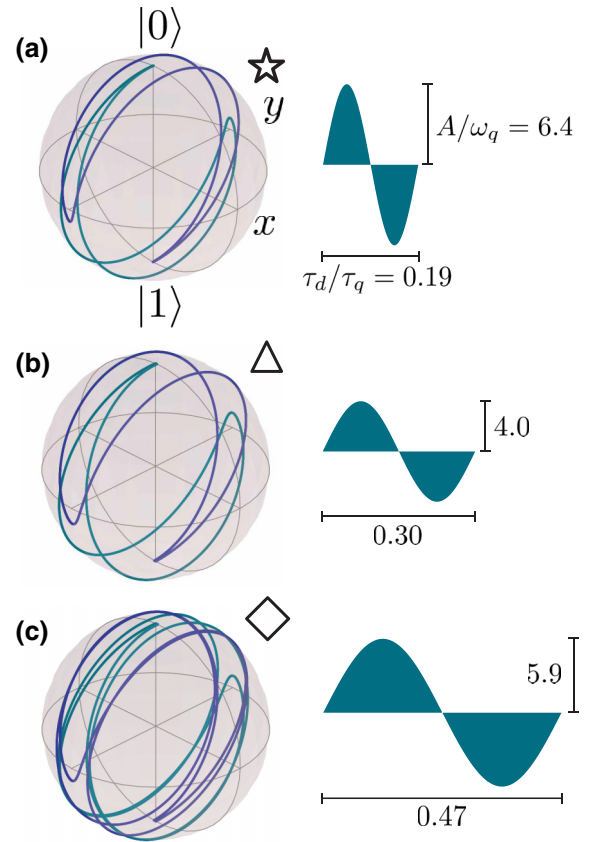 (a)
|0⟩
y
x
|1⟩
A/ω_q = 6.4
τ_d/τ_q = 0.19
(b)
4.0
0.30
(c)
5.9
0.47